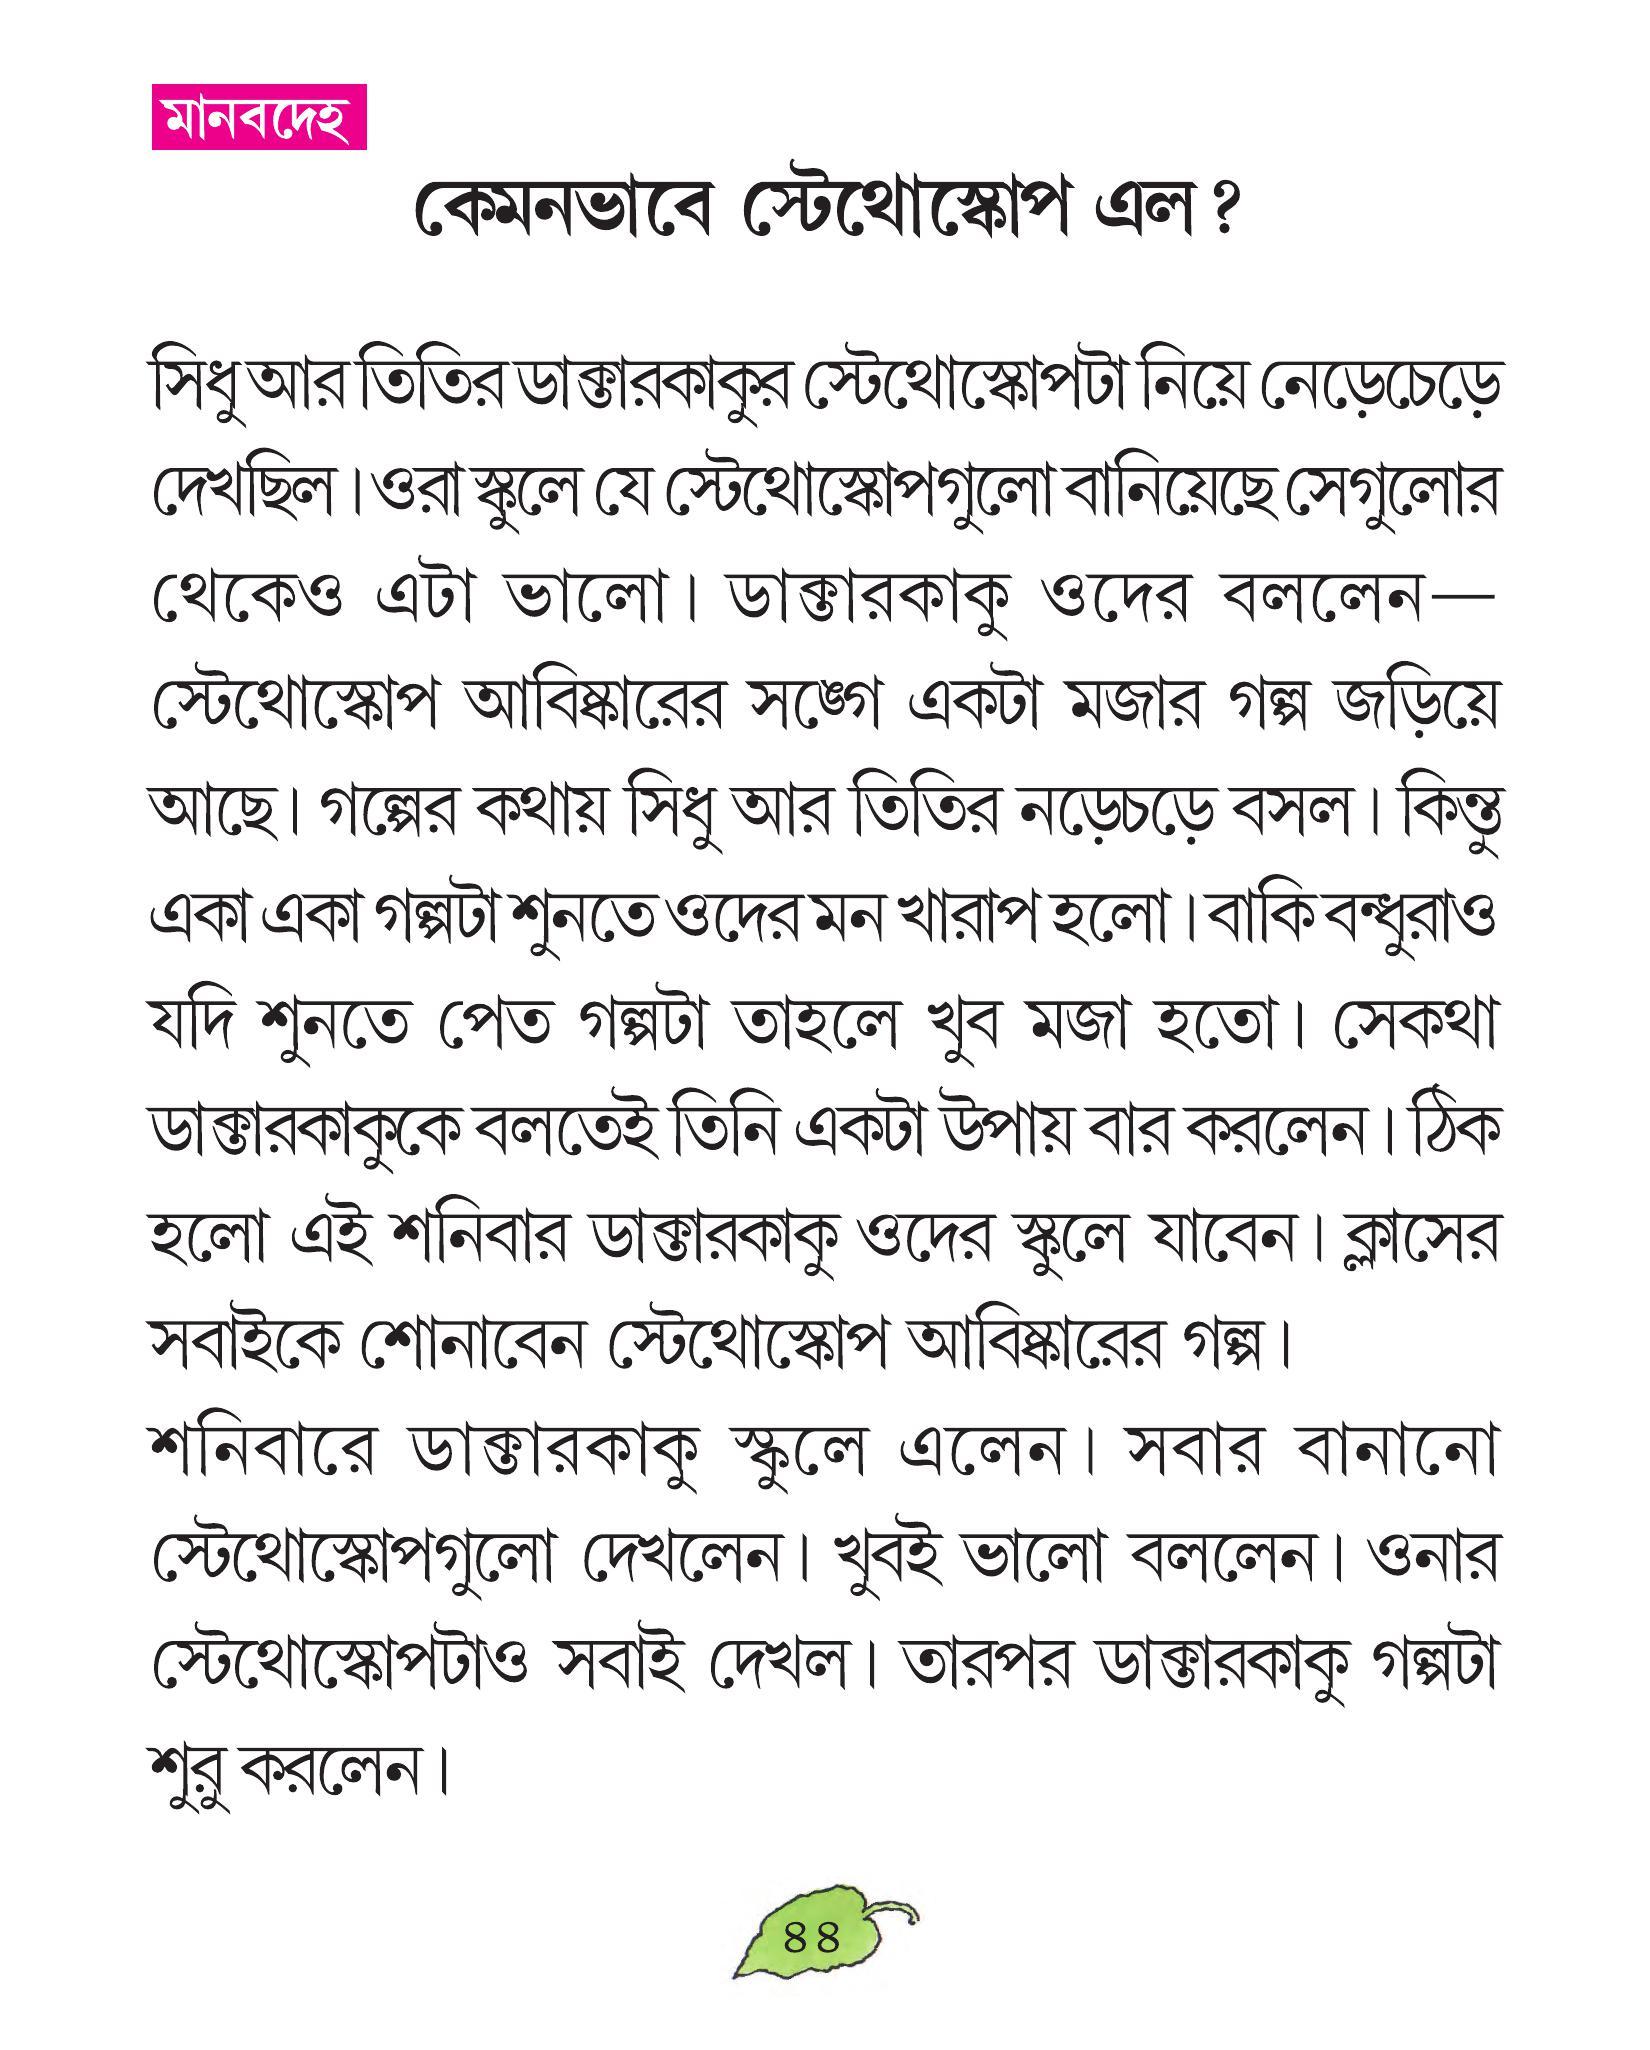 মানবদেহ
কেমনভাবে স্টেথোস্কোপ এল ?
সিধু আর তিতির ডাক্তারকাকুর স্টেথোস্কোপটা নিয়ে নেড়েচেড়ে
দেখছিল। ওরা স্কুলে যে স্টেথোস্কোপগুলো বানিয়েছে সেগুলোর
থেকেও এটা ভালো। ডাক্তারকাকু ওদের বললেন—
স্টেথোস্কোপ আবিষ্কারের সঙ্গে একটা মজার গল্প জড়িয়ে
আছে। গল্পের কথায় সিধু আর তিতির নড়েচড়ে বসল। কিন্তু
একা একা গল্পটা শুনতে ওদের মন খারাপ হলো। বাকি বন্ধুরাও
যদি শুনতে পেত গল্পটা তাহলে খুব মজা হতো। সেকথা
ডাক্তারকাকুকে বলতেই তিনি একটা উপায় বার করলেন। ঠিক
হলো এই শনিবার ডাক্তারকাকু ওদের স্কুলে যাবেন। ক্লাসের
সবাইকে শোনাবেন স্টেথোস্কোপ আবিষ্কারের গল্প।
শনিবারে ডাক্তারকাকু স্কুলে এলেন। সবার বানানো
স্টেথোস্কোপগুলো দেখলেন। খুবই ভালো বললেন। ওনার
স্টেথোস্কোপটাও সবাই দেখল। তারপর ডাক্তারকাকু গল্পটা
শুরু করলেন।
৪৪